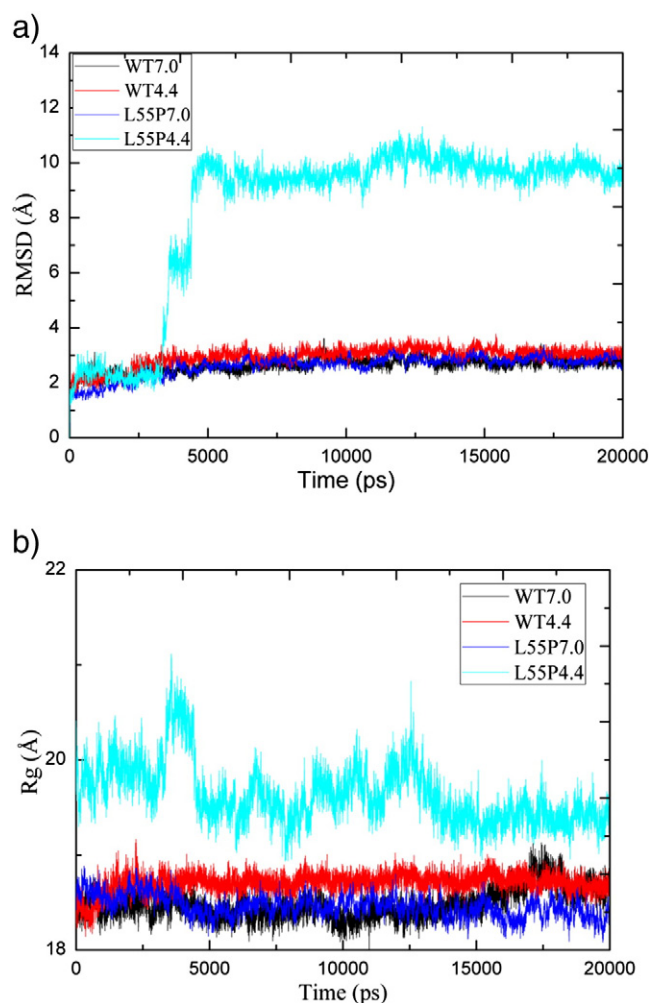 a)
14
WT7.0
WT4.4
12
L55P7.0
L55P4.4
10
8
RMSD (Å)
6
4
2
0
0 5000 10000 15000 20000
Time (ps)
b)
22
WT7.0
WT4.4
L55P7.0
L55P4.4
Rg (Å)
20
18
0 5000 10000 15000 20000
Time (ps)